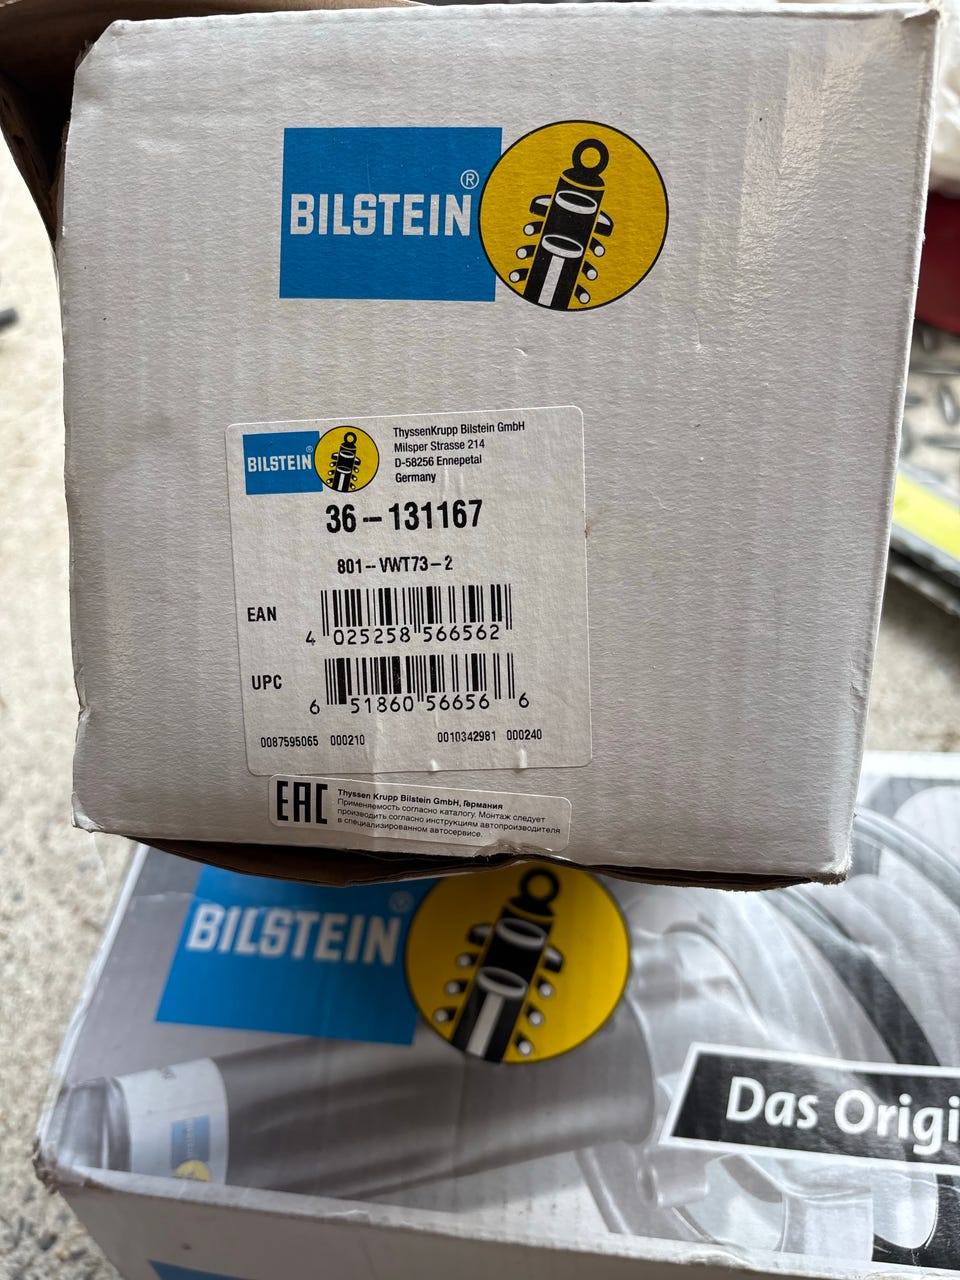 BILSTEIN®
BILSTEIN®
ThyssenKrupp Bilstein GmbH
Milsper Strasse 214
D-58256 Ennepetal
Germany
36-131167
801-VWT73-2
EAN
4 025258 566562
UPC
6 51860 56656 6
0087595065 000210 0010342981 000240
EAC
Thyssen Krupp Bilstein GmbH, Германия
Применяемость согласно каталогу. Монтаж следует
производить согласно инструкциям автопроизводителя
в специализированном автосервисе.
BILSTEIN®
Das Origi